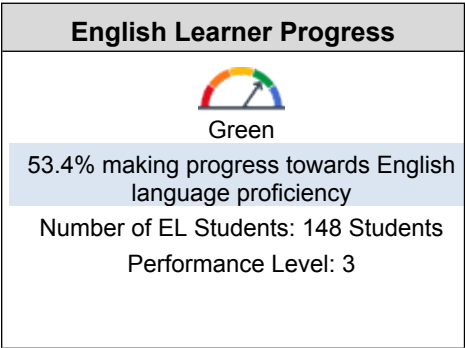 English Learner Progress
Green
53.4% making progress towards English
language proficiency
Number of EL Students: 148 Students
Performance Level: 3